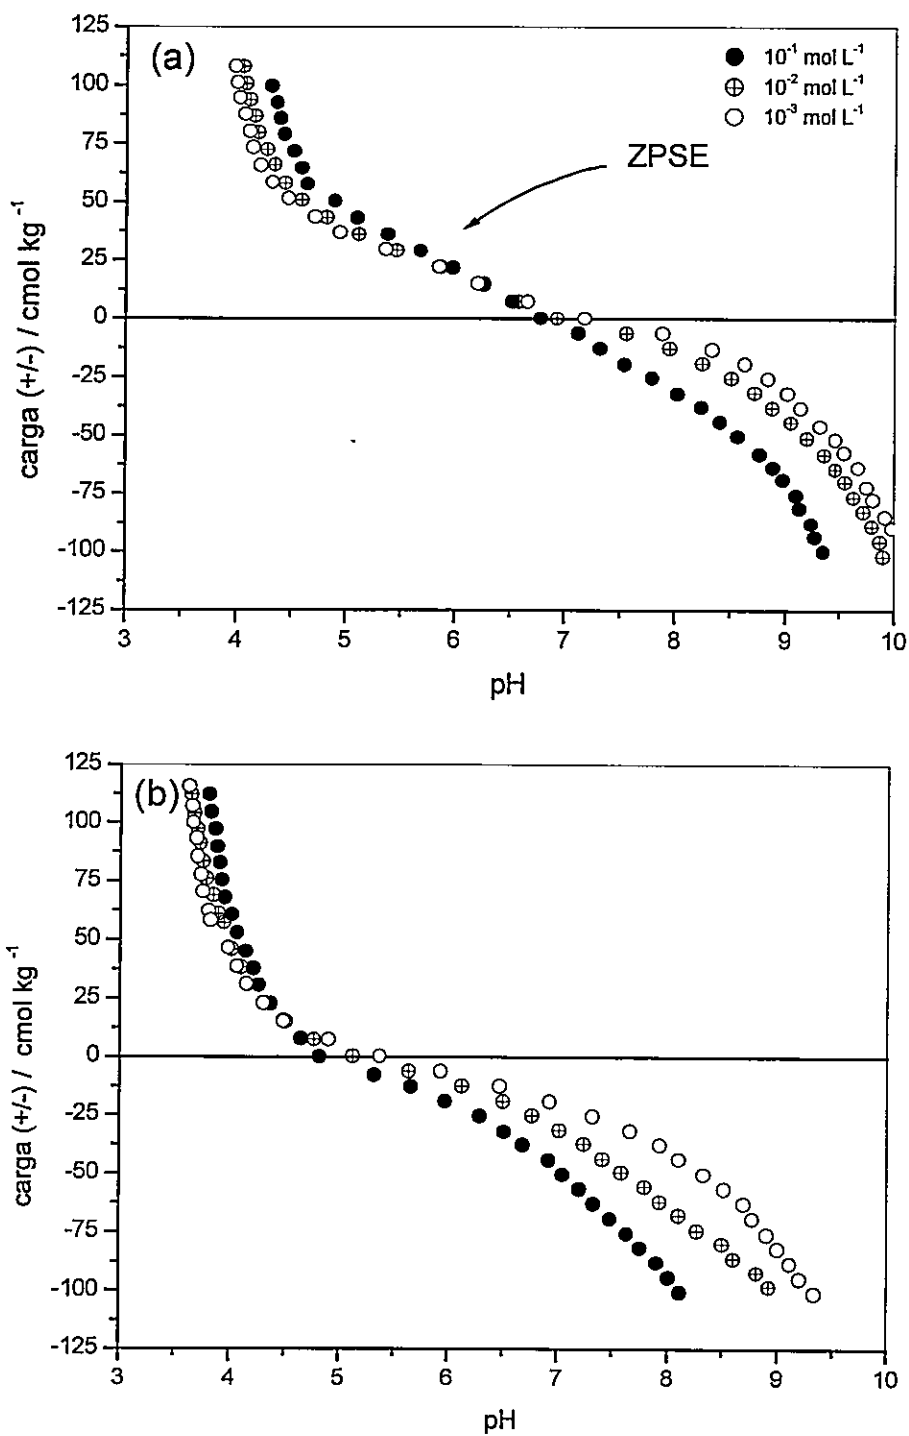 125
100
75
50
25
0
-25
-50
-75
-100
-125
carga (+/-) / cmol kg⁻¹
(a)
10⁻¹ mol L⁻¹
10⁻² mol L⁻¹
10⁻³ mol L⁻¹
ZPSE
3 4 5 6 7 8 9 10
pH
125
100
75
50
25
0
-25
-50
-75
-100
-125
carga (+/-) / cmol kg⁻¹
(b)
3 4 5 6 7 8 9 10
pH